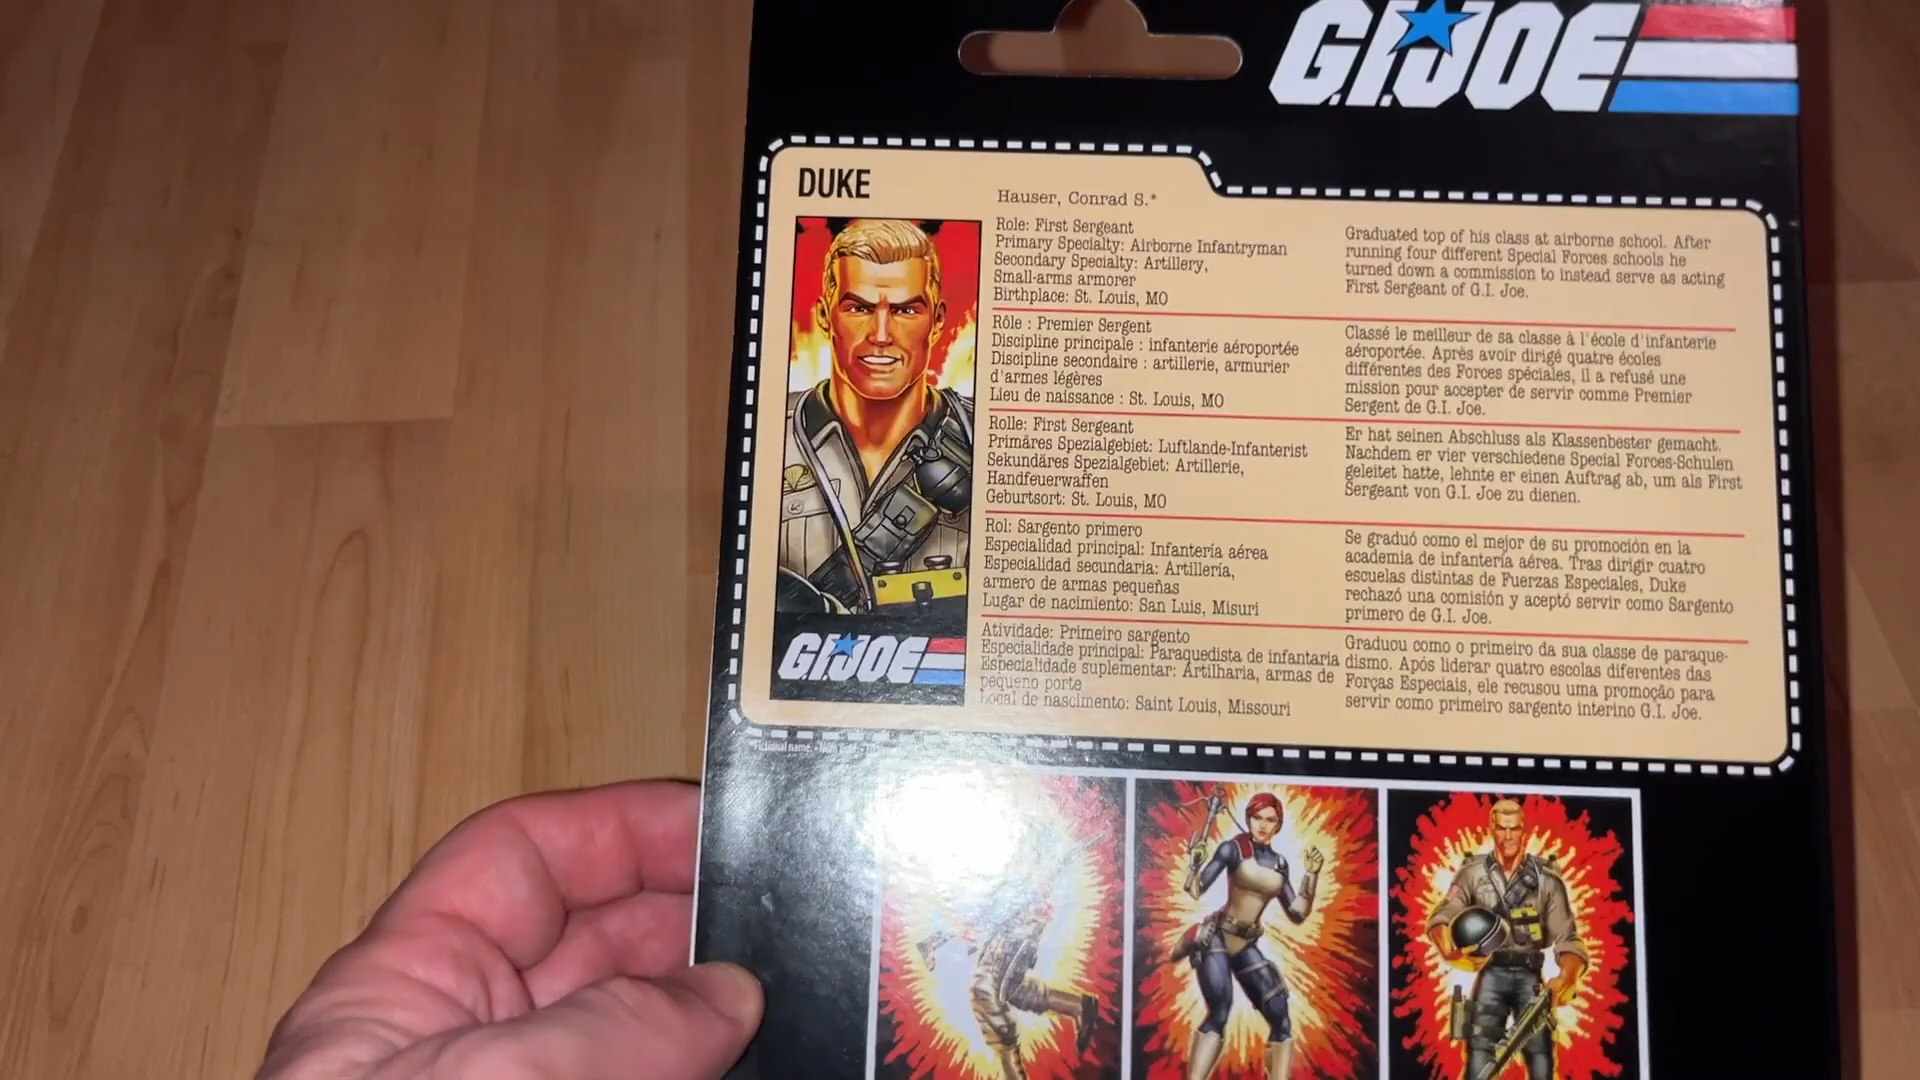 G.I. JOE
DUKE
Hauser, Conrad S.*
Role: First Sergeant
Primary Specialty: Airborne Infantryman
Secondary Specialty: Artillery,
Small-arms armorer
Birthplace: St. Louis, MO
Graduated top of his class at airborne school. After
running four different Special Forces schools he
turned down a commission to instead serve as acting
First Sergeant of G.I. Joe.
Rôle : Premier Sergent
Discipline principale : infanterie aéroportée
Discipline secondaire : artillerie, armurier
d'armes légères
Lieu de naissance : St. Louis, MO
Classé le meilleur de sa classe à l'école d'infanterie
aéroportée. Après avoir dirigé quatre écoles
différentes des Forces spéciales, il a refusé une
mission pour accepter de servir comme Premier
Sergent de G.I. Joe.
Rolle: First Sergeant
Primäres Spezialgebiet: Luftlande-Infanterist
Sekundäres Spezialgebiet: Artillerie,
Handfeuerwaffen
Geburtsort: St. Louis, MO
Er hat seinen Abschluss als Klassenbester gemacht.
Nachdem er vier verschiedene Special Forces-Schulen
geleitet hatte, lehnte er einen Auftrag ab, um als First
Sergeant von G.I. Joe zu dienen.
Rol: Sargento primero
Especialidad principal: Infantería aérea
Especialidad secundaria: Artillería,
armero de armas pequeñas
Lugar de nacimiento: San Luis, Misuri
Se graduó como el mejor de su promoción en la
academia de infantería aérea. Tras dirigir cuatro
escuelas distintas de Fuerzas Especiales, Duke
rechazó una comisión y aceptó servir como Sargento
primero de G.I. Joe.
Atividade: Primeiro sargento
Especialidade principal: Paraquedista de infantaria
Especialidade suplementar: Artilharia, armas de
pequeno porte
Local de nascimento: Saint Louis, Missouri
Graduou como o primeiro da sua classe de paraque-
dismo. Após liderar quatro escolas diferentes das
Forças Especiais, ele recusou uma promoção para
servir como primeiro sargento interino G.I. Joe.
G.I. JOE
Fictional name.